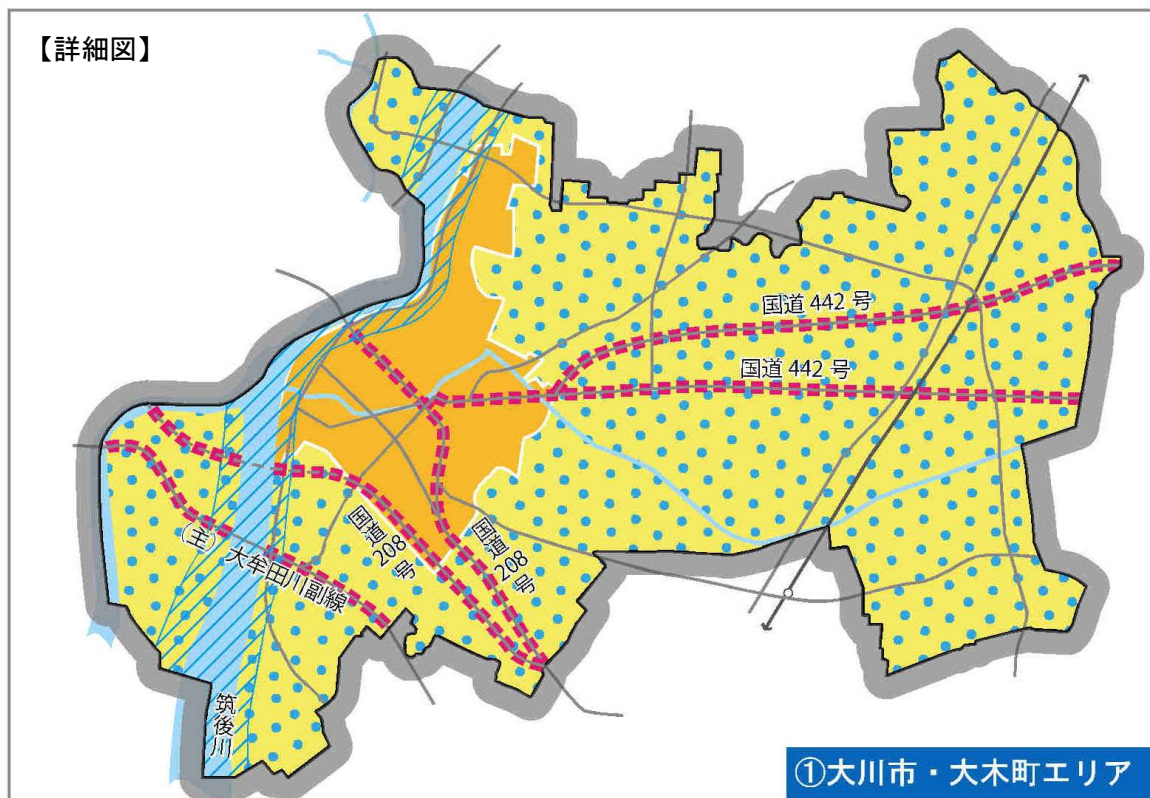 【詳細図】
国道 442 号
国道 442 号
国道
208
号
国道
208
号
（主）大牟田川副線
筑後川
①大川市・大木町エリア